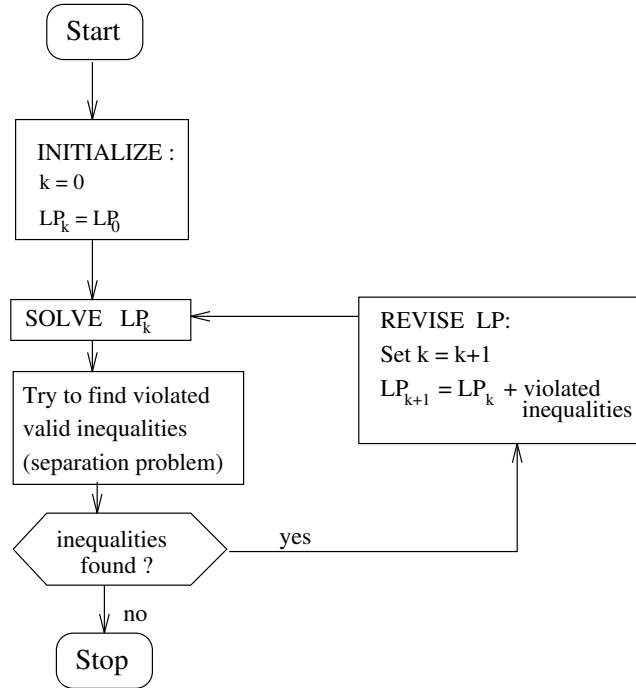 Start
INITIALIZE :
k = 0
LPₖ = LP₀
SOLVE LPₖ
Try to find violated
valid inequalities
(separation problem)
inequalities
found ?
yes
no
Stop
REVISE LP:
Set k = k+1
LPₖ₊₁ = LPₖ + violated
inequalities